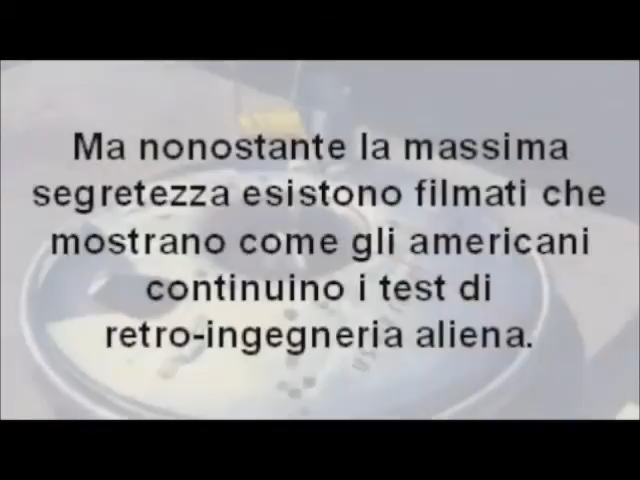 Ma nonostante la massima
segretezza esistono filmati che
mostrano come gli americani
continuino i test di
retro-ingegneria aliena.